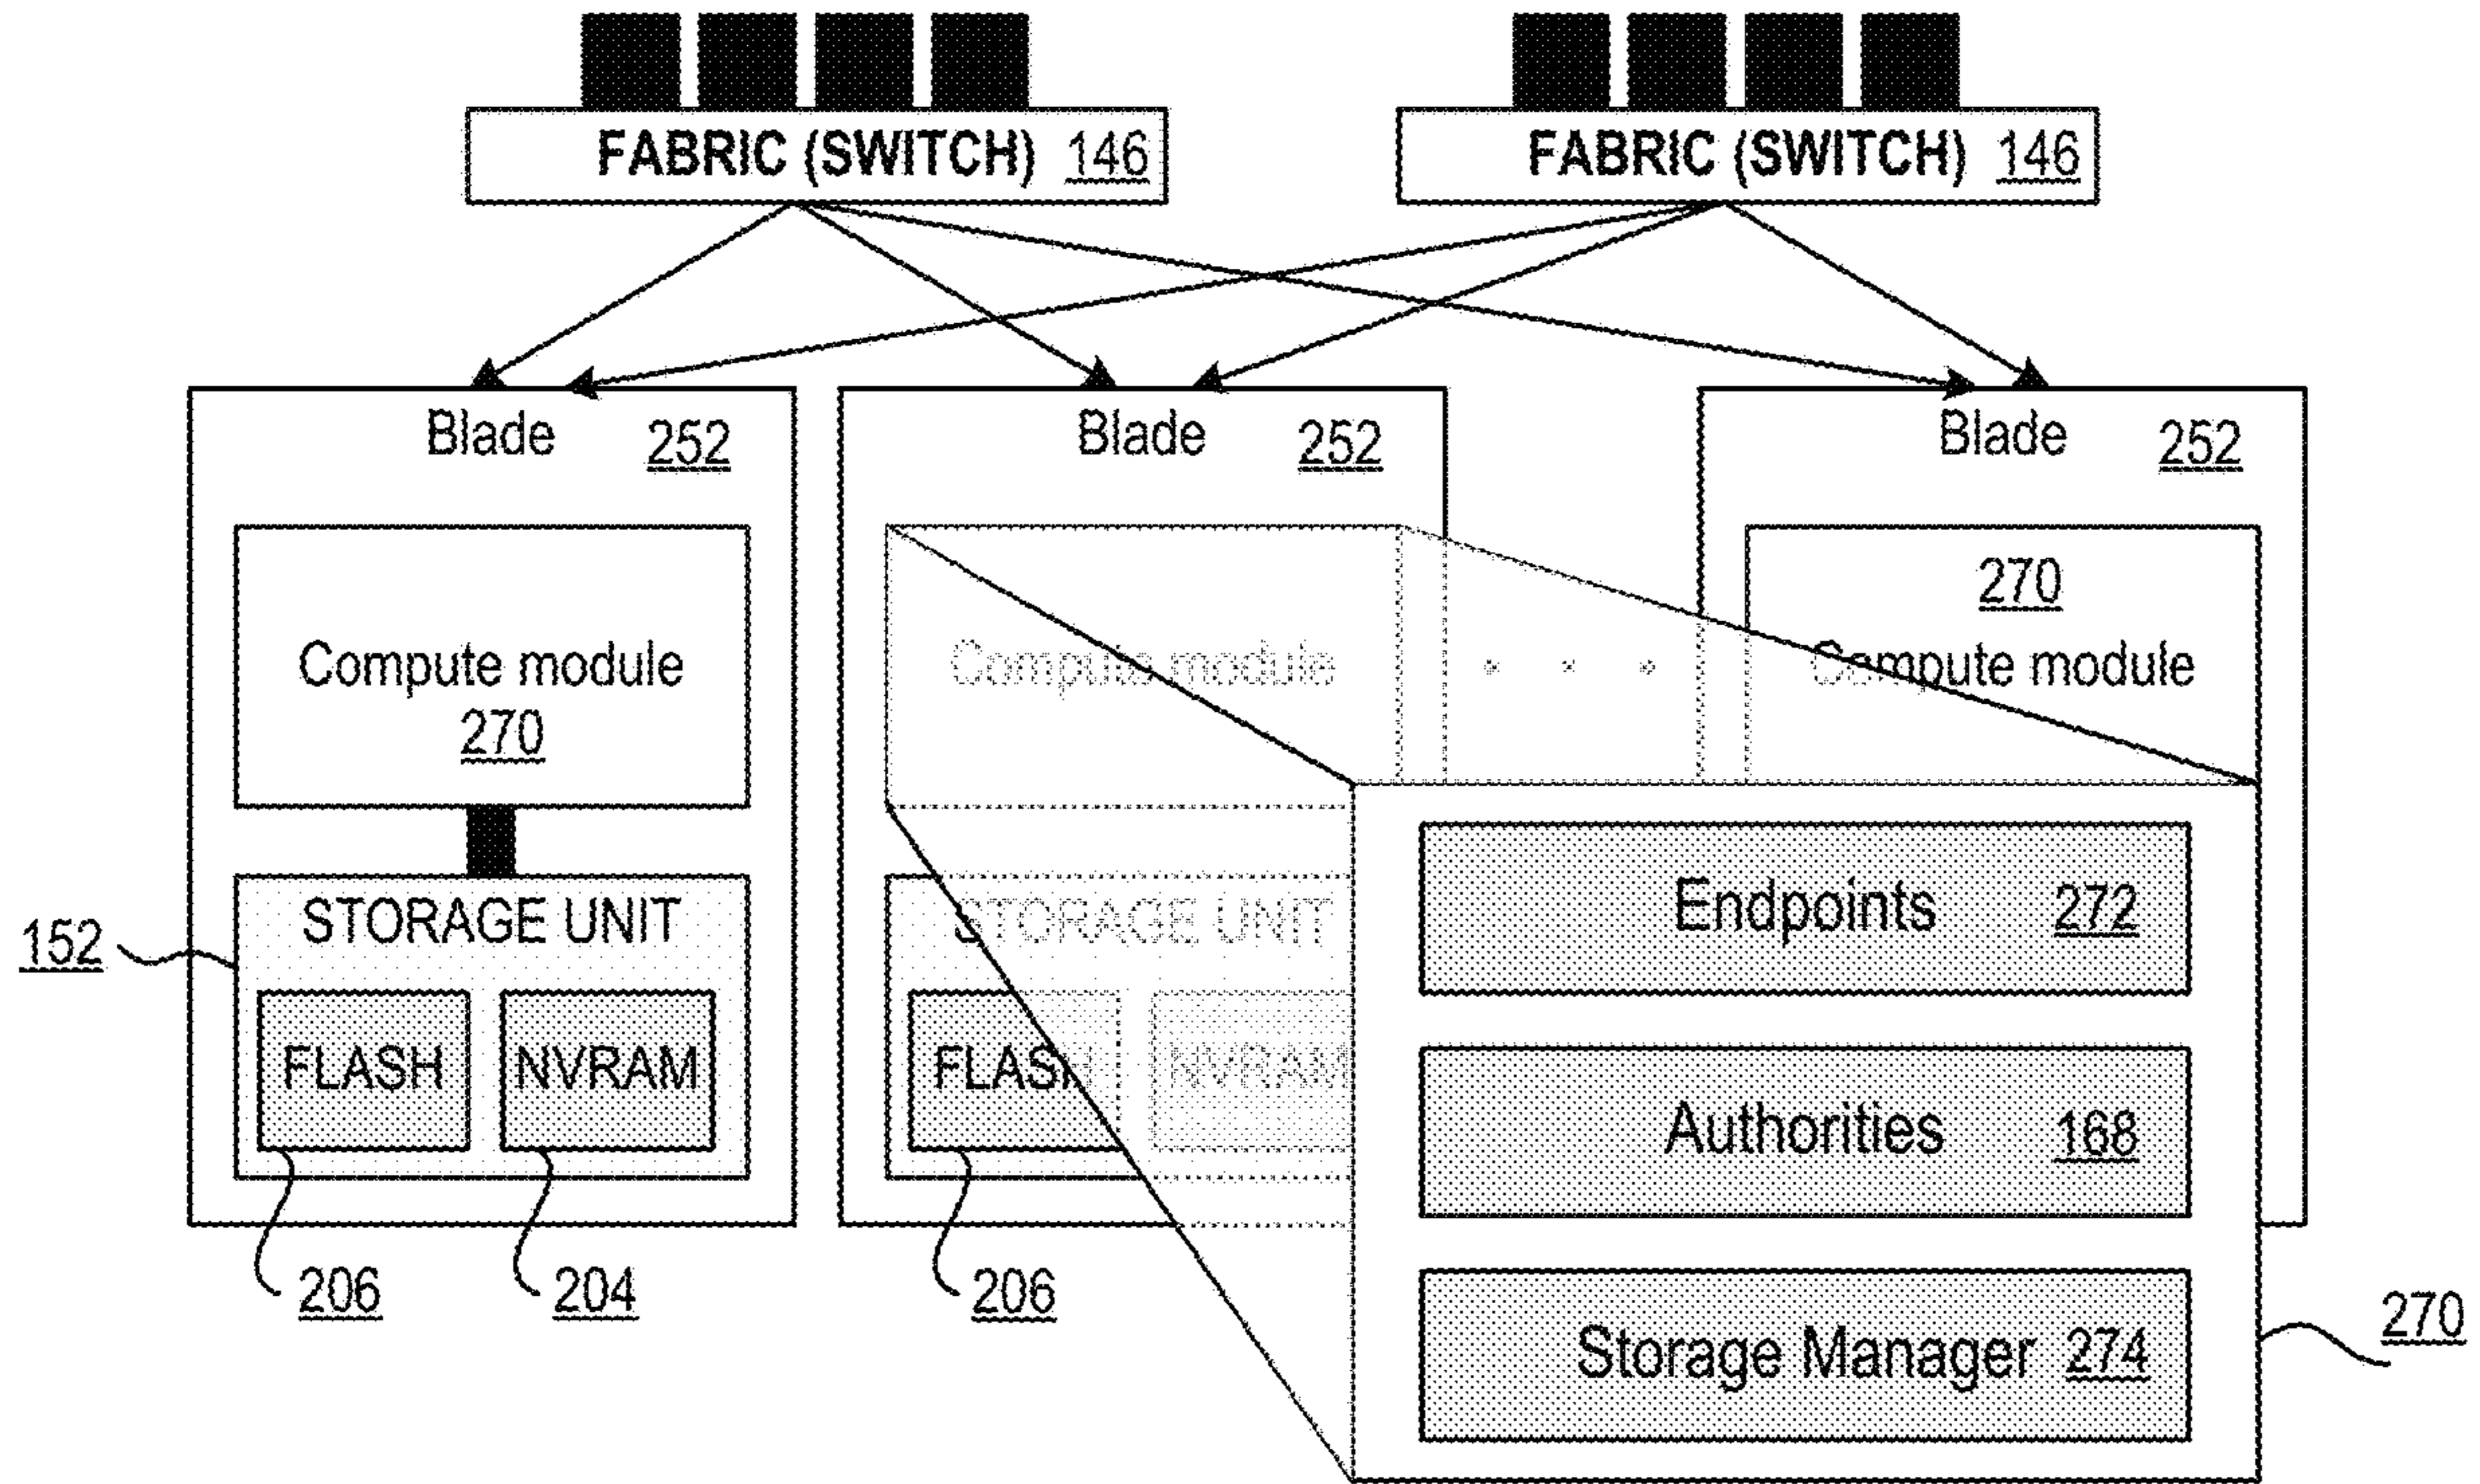 FABRIC (SWITCH) 146
FABRIC (SWITCH) 146
Blade 252
Blade 252
Blade 252
Compute module
270
Compute module
. . .
270
Compute module
STORAGE UNIT
152
FLASH
NVRAM
206
204
STORAGE UNIT
FLASH
NVRAM
206
Endpoints 272
Authorities 168
Storage Manager 274
270